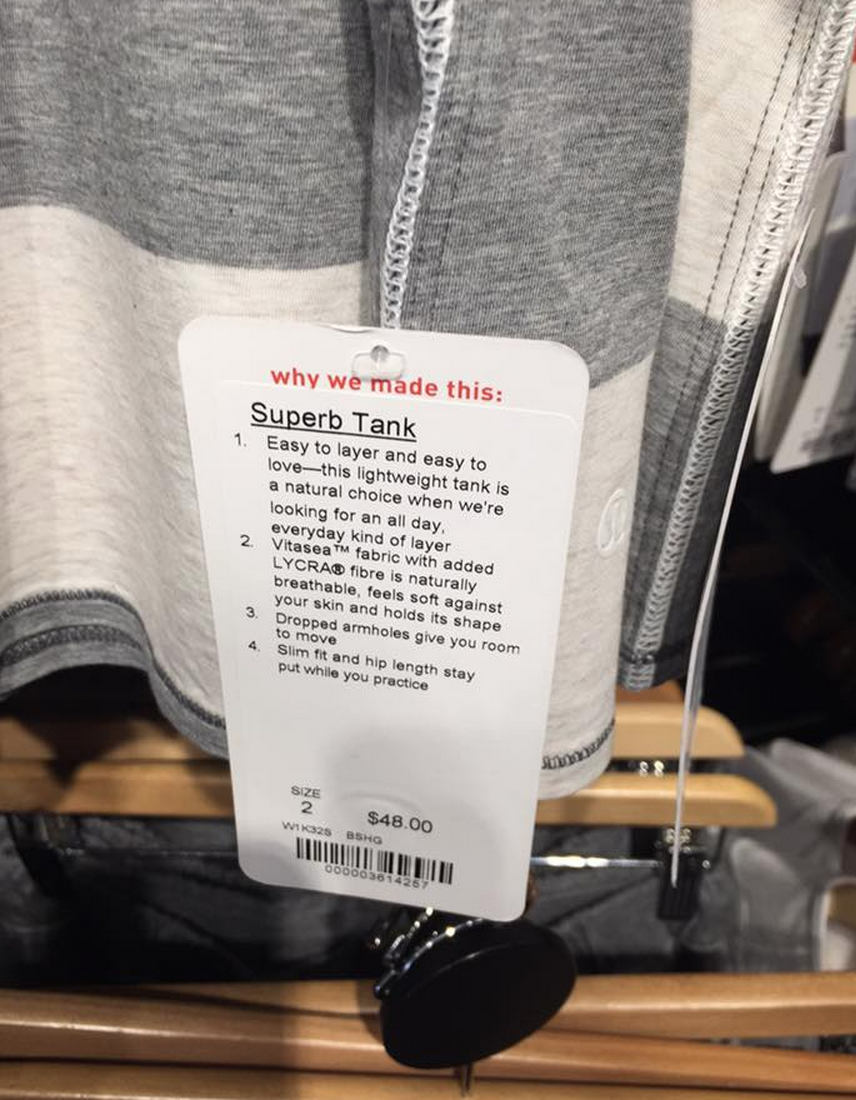 why we made this:
Superb Tank
1. Easy to layer and easy to
love—this lightweight tank is
a natural choice when we're
looking for an all day,
everyday kind of layer
2. Vitasea™ fabric with added
LYCRA® fibre is naturally
breathable, feels soft against
your skin and holds its shape
3. Dropped armholes give you room
to move
4. Slim fit and hip length stay
put while you practice
SIZE
2 $48.00
W1K32S BSHG
000003614257